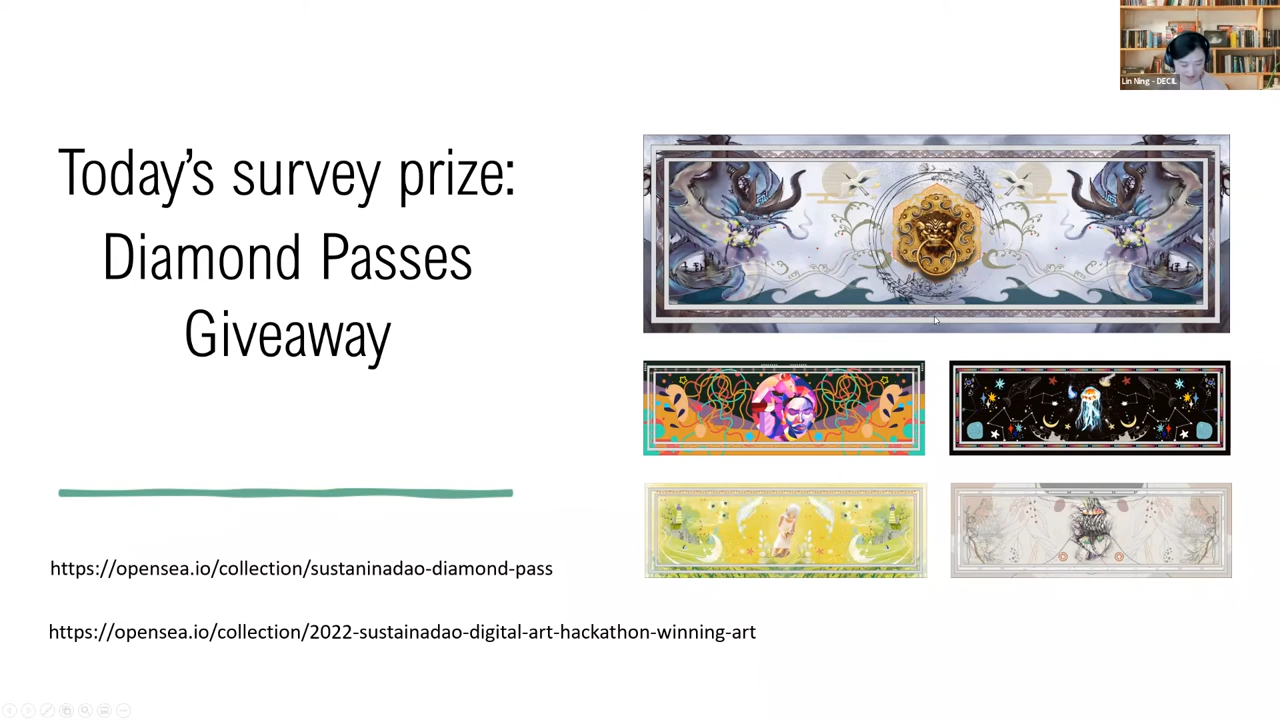 Lin Ning - DECIL
Today’s survey prize:
Diamond Passes
Giveaway
https://opensea.io/collection/sustaninadao-diamond-pass
https://opensea.io/collection/2022-sustainadao-digital-art-hackathon-winning-art